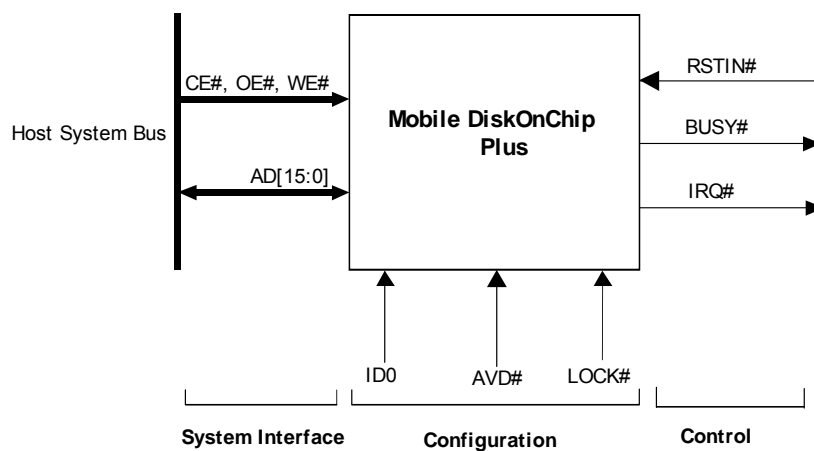 CE#, OE#, WE#
Host System Bus
AD[15:0]
Mobile DiskOnChip
Plus
RSTIN#
BUSY#
IRQ#
ID0
AVD#
LOCK#
System Interface
Configuration
Control